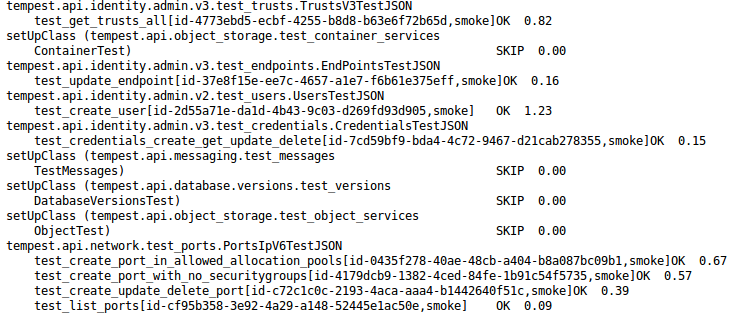 tempest.api.identity.admin.v3.test_trusts.TrustsV3TestJSON
    test_get_trusts_all[id-4773ebd5-ecbf-4255-b8d8-b63e6f72b65d,smoke]OK  0.82
setUpClass (tempest.api.object_storage.test_container_services
    ContainerTest)                                                    SKIP  0.00
tempest.api.identity.admin.v3.test_endpoints.EndPointsTestJSON
    test_update_endpoint[id-37e8f15e-ee7c-4657-a1e7-f6b61e375eff,smoke]OK  0.16
tempest.api.identity.admin.v2.test_users.UsersTestJSON
    test_create_user[id-2d55a71e-da1d-4b43-9c03-d269fd93d905,smoke]   OK  1.23
tempest.api.identity.admin.v3.test_credentials.CredentialsTestJSON
    test_credentials_create_get_update_delete[id-7cd59bf9-bda4-4c72-9467-d21cab278355,smoke]OK  0.15
setUpClass (tempest.api.messaging.test_messages
    TestMessages)                                                     SKIP  0.00
setUpClass (tempest.api.database.versions.test_versions
    DatabaseVersionsTest)                                             SKIP  0.00
setUpClass (tempest.api.object_storage.test_object_services
    ObjectTest)                                                       SKIP  0.00
tempest.api.network.test_ports.PortsIpV6TestJSON
    test_create_port_in_allowed_allocation_pools[id-0435f278-40ae-48cb-a404-b8a087bc09b1,smoke]OK  0.67
    test_create_port_with_no_securitygroups[id-4179dcb9-1382-4ced-84fe-1b91c54f5735,smoke]OK  0.57
    test_create_update_delete_port[id-c72c1c0c-2193-4aca-aaa4-b1442640f51c,smoke]OK  0.39
    test_list_ports[id-cf95b358-3e92-4a29-a148-52445e1ac50e,smoke]    OK  0.09